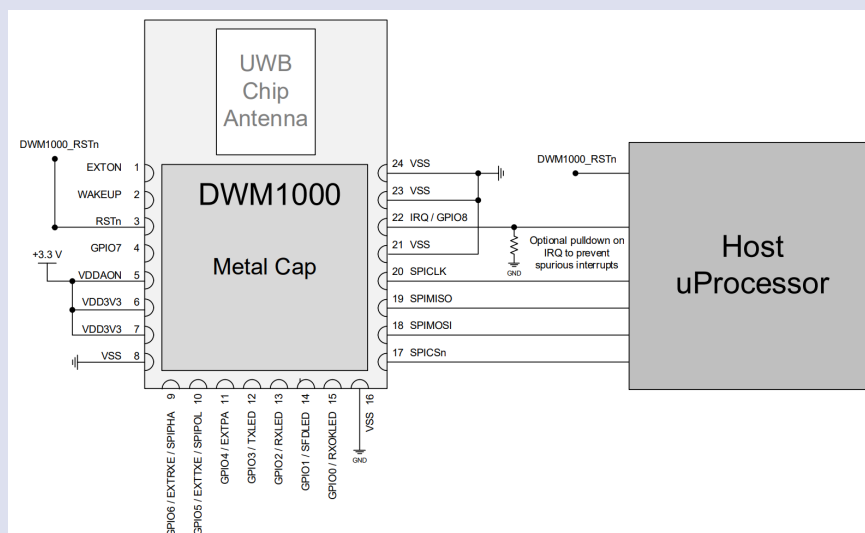 UWB
Chip
Antenna
DWM1000_RSTn
EXTON 1
WAKEUP 2
RSTn 3
GPIO7 4
+3.3 V
VDDAON 5
VDD3V3 6
VDD3V3 7
VSS 8
DWM1000
Metal Cap
24 VSS
23 VSS
22 IRQ / GPIO8
21 VSS
20 SPICLK
19 SPIMISO
18 SPIMOSI
17 SPICSn
DWM1000_RSTn
Optional pulldown on
IRQ to prevent
spurious interrupts
GND
Host
uProcessor
GPIO6 / EXTRXE / SPIPHA 9
GPIO5 / EXTTXE / SPIPOL 10
GPIO4 / EXTPA 11
GPIO3 / TXLED 12
GPIO2 / RXLED 13
GPIO1 / SFDLED 14
GPIO0 / RXOKLED 15
VSS 16
GND